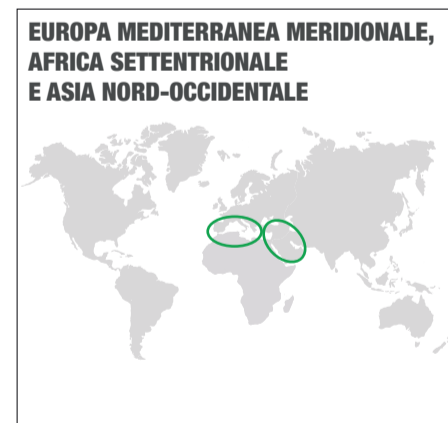 EUROPA MEDITERRANEA MERIDIONALE,
AFRICA SETTENTRIONALE
E ASIA NORD-OCCIDENTALE